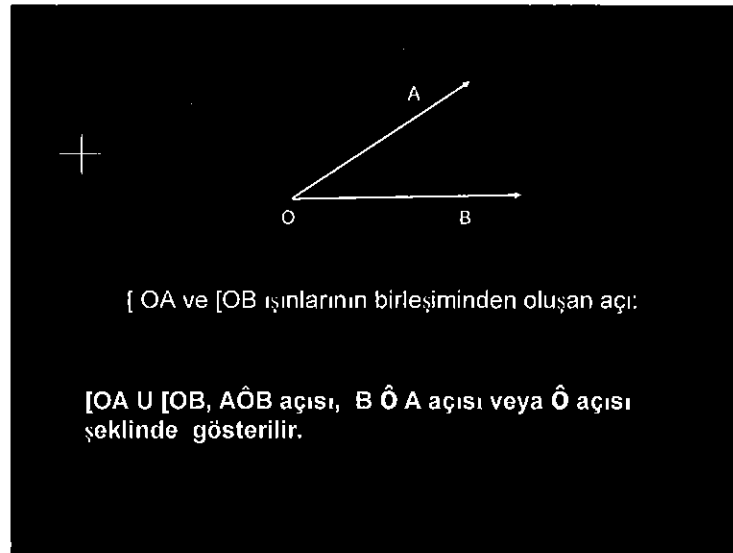 A
O
B
{ OA ve [OB ışınlarının birleşiminden oluşan açı:
[OA U [OB, AÔB açısı, B Ô A açısı veya Ô açısı
şeklinde gösterilir.